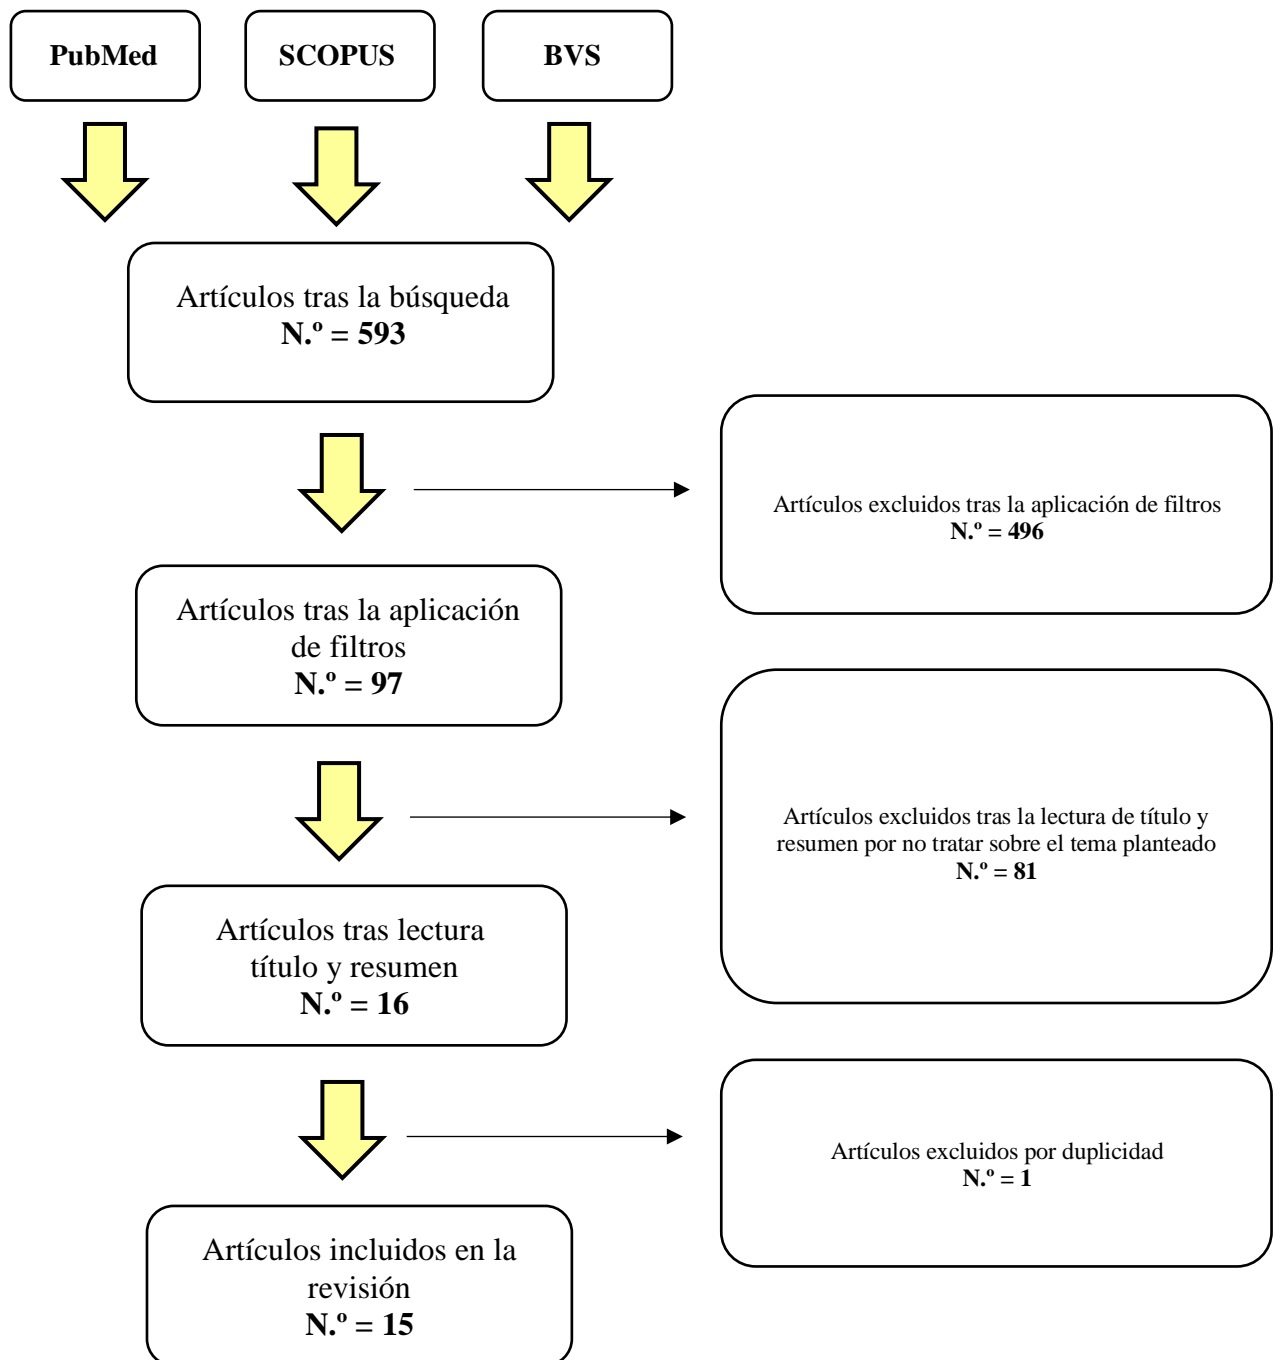 PubMed
SCOPUS
BVS
Artículos tras la búsqueda
N.º = 593
Artículos excluidos tras la aplicación de filtros
N.º = 496
Artículos tras la aplicación
de filtros
N.º = 97
Artículos excluidos tras la lectura de título y
resumen por no tratar sobre el tema planteado
N.º = 81
Artículos tras lectura
título y resumen
N.º = 16
Artículos excluidos por duplicidad
N.º = 1
Artículos incluidos en la
revisión
N.º = 15